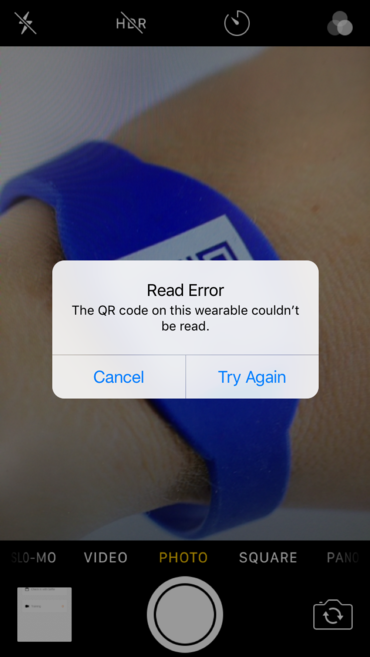 HDR
Read Error
The QR code on this wearable couldn’t
be read.
Cancel Try Again
SLO-MO VIDEO PHOTO SQUARE PANO